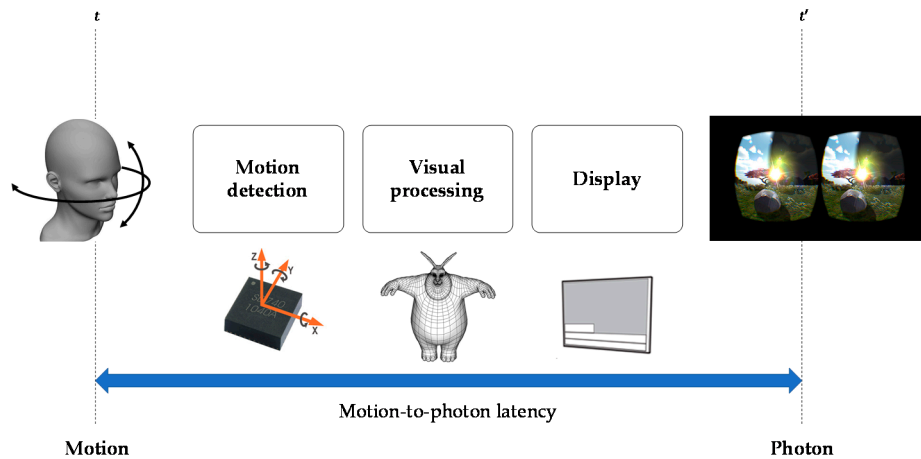 t
t′
Motion
detection
Visual
processing
Display
Z
Y
X
Motion-to-photon latency
Motion
Photon